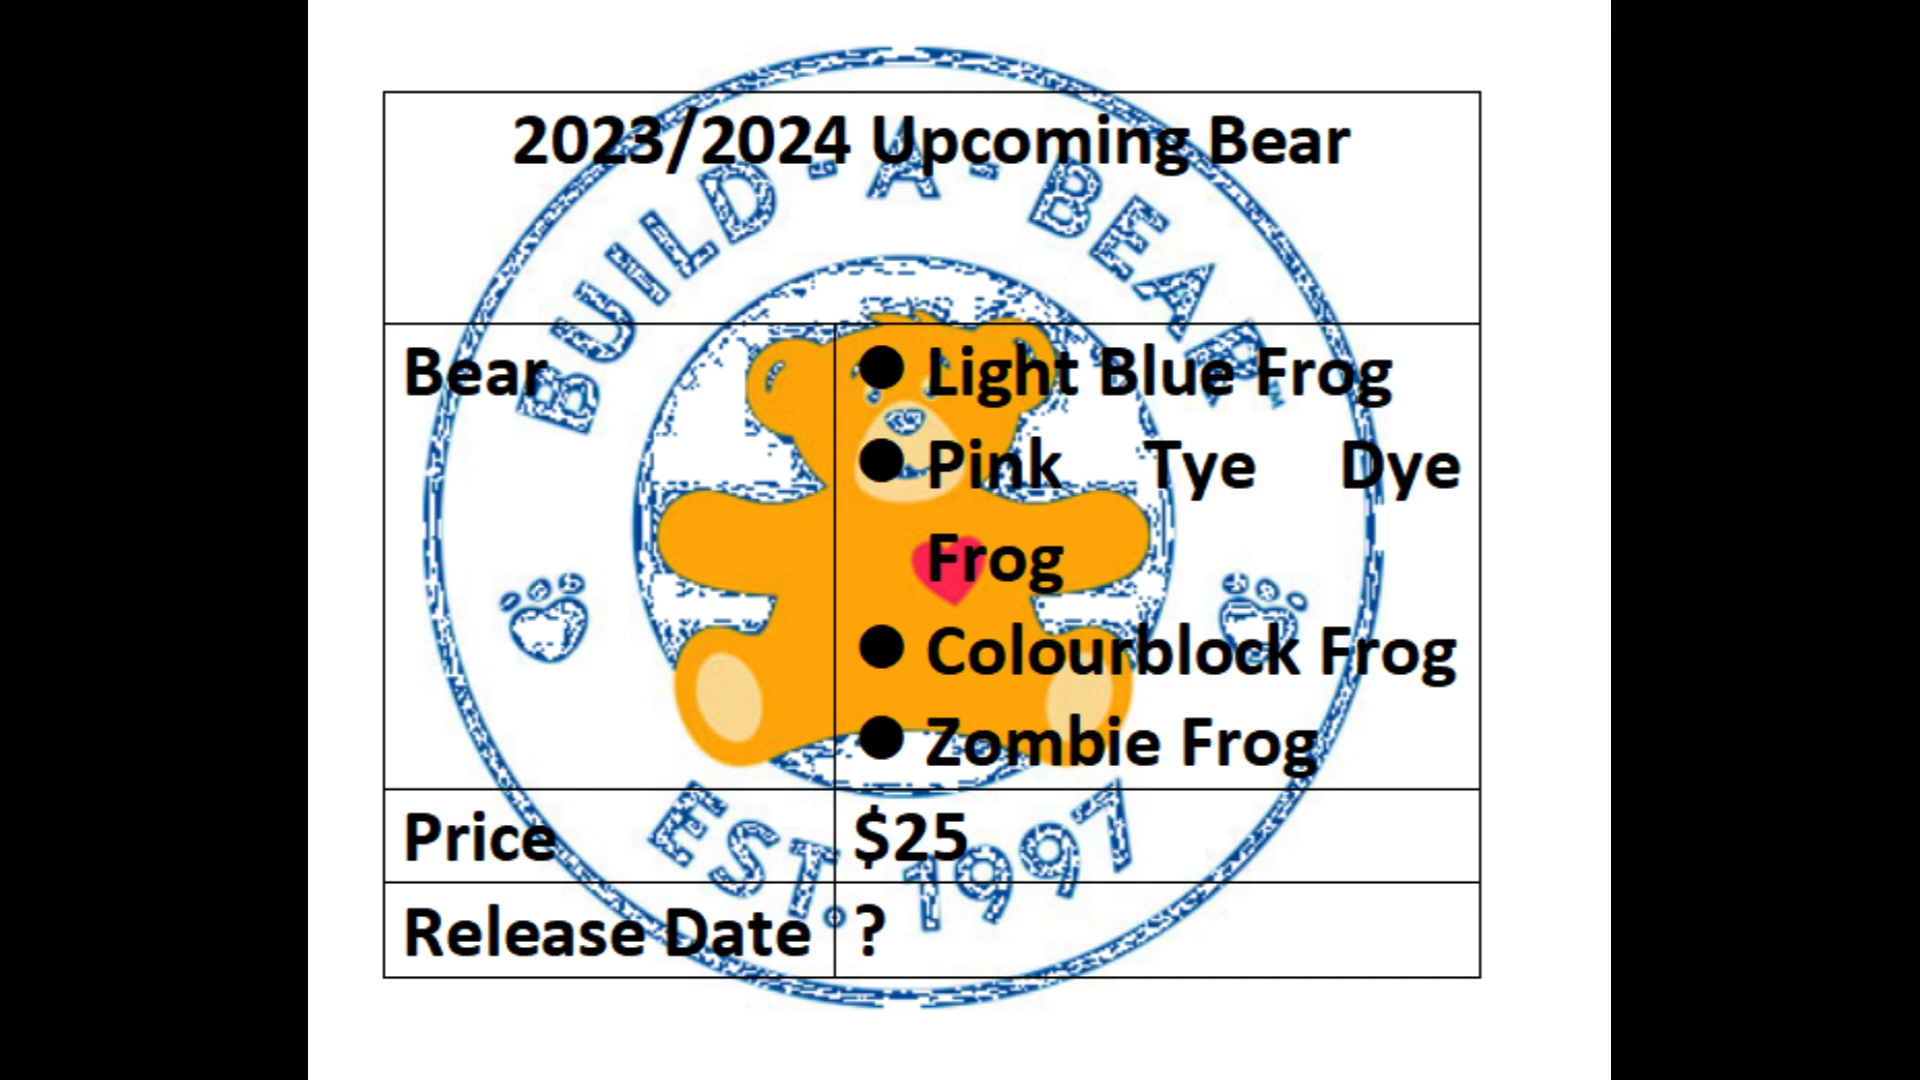 2023/2024 Upcoming Bear
BUILD-A-BEAR™
Bear
● Light Blue Frog
● Pink Tye Dye
Frog
● Colourblock Frog
● Zombie Frog
Price
$25
EST. 1997
Release Date
?